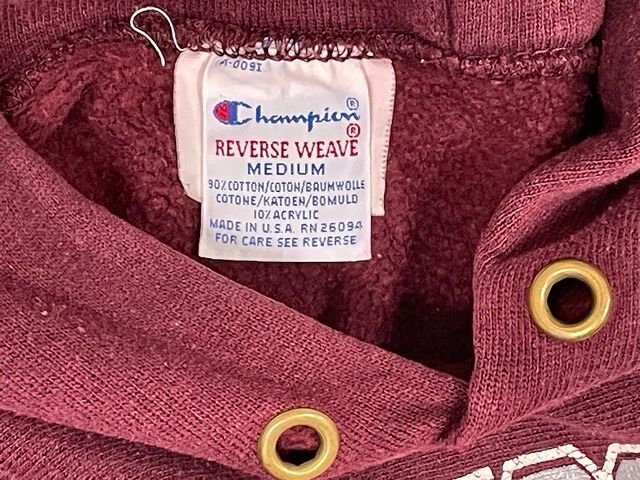 M-0091
Champion®
®
REVERSE WEAVE
MEDIUM
90% COTTON/COTON/BAUMWOLLE
COTONE/KATOEN/BOMULD
10% ACRYLIC
MADE IN U.S.A. RN 26094
FOR CARE SEE REVERSE